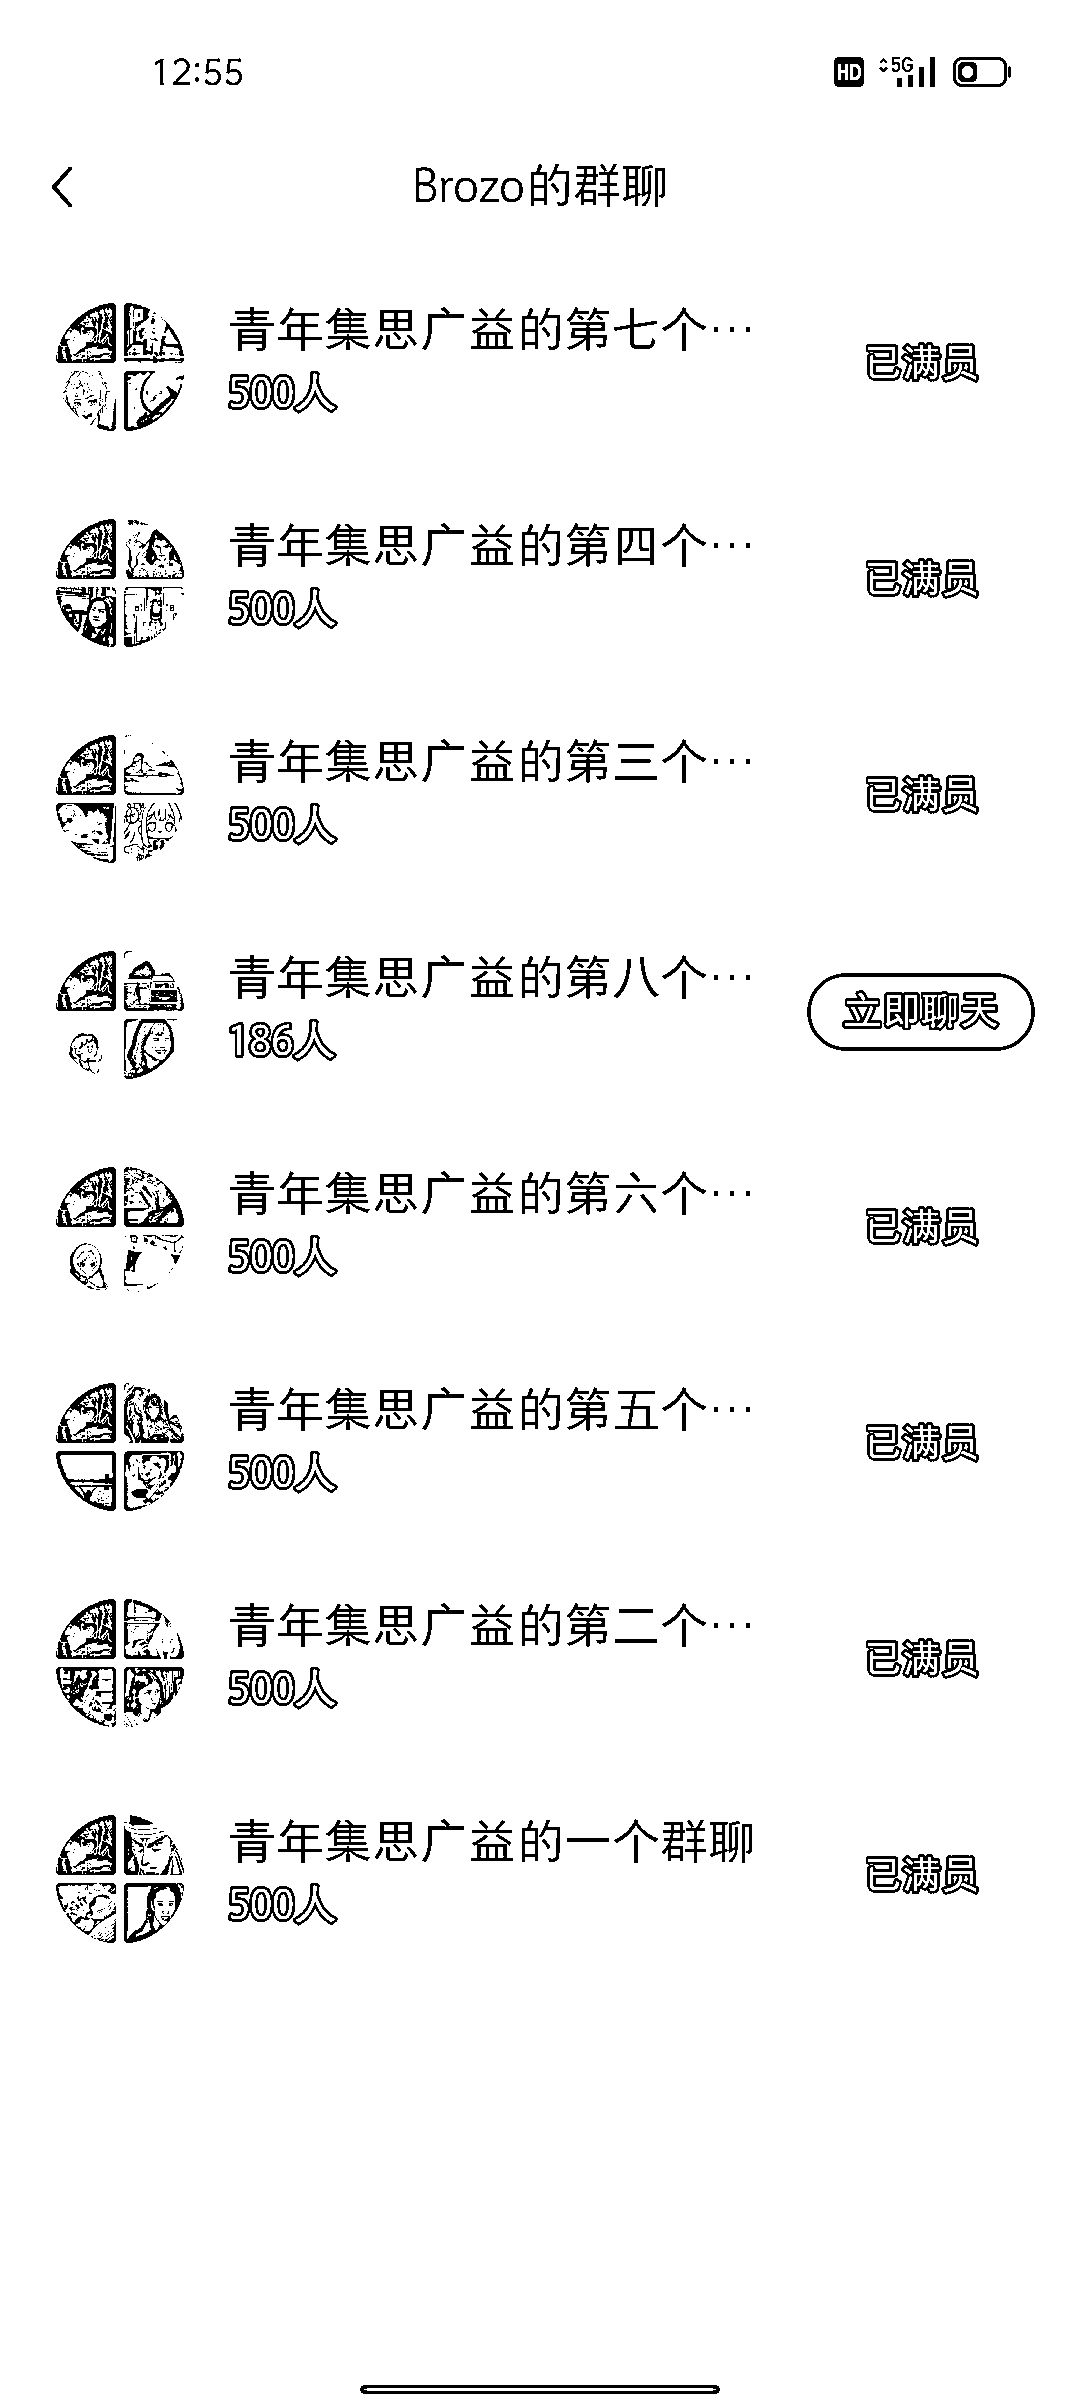 12:55
HD 5G
Brozo的群聊
青年集思广益的第七个…
500人
已满员
青年集思广益的第四个…
500人
已满员
青年集思广益的第三个…
500人
已满员
青年集思广益的第八个…
186人
立即聊天
青年集思广益的第六个…
500人
已满员
青年集思广益的第五个…
500人
已满员
青年集思广益的第二个…
500人
已满员
青年集思广益的一个群聊
500人
已满员